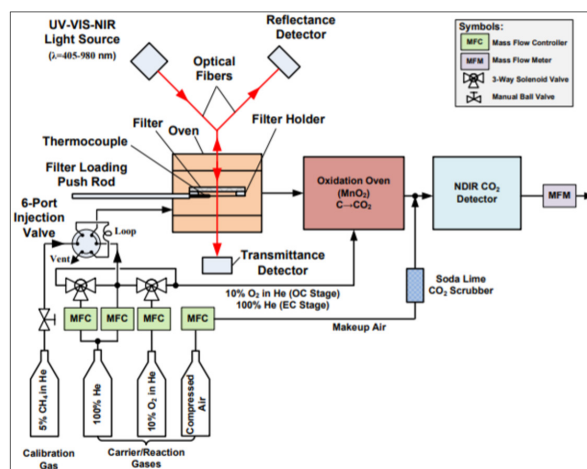 UV-VIS-NIR
Light Source
(λ=405-980 nm)
Reflectance
Detector
Optical
Fibers
Symbols:
MFC
Mass Flow Controller
MFM
Mass Flow Meter
3-Way Solenoid Valve
Manual Ball Valve
Filter
Oven
Filter Holder
Thermocouple
Filter Loading
Push Rod
6-Port
Injection
Valve
Loop
Vent
Oxidation Oven
(MnO2)
C→CO2
NDIR CO2
Detector
MFM
Transmittance
Detector
10% O2 in He (OC Stage)
100% He (EC Stage)
Soda Lime
CO2 Scrubber
Makeup Air
MFC
MFC
MFC
MFC
5% CH4 in He
100% He
10% O2 in He
Compressed
Air
Calibration
Gas
Carrier/Reaction
Gases